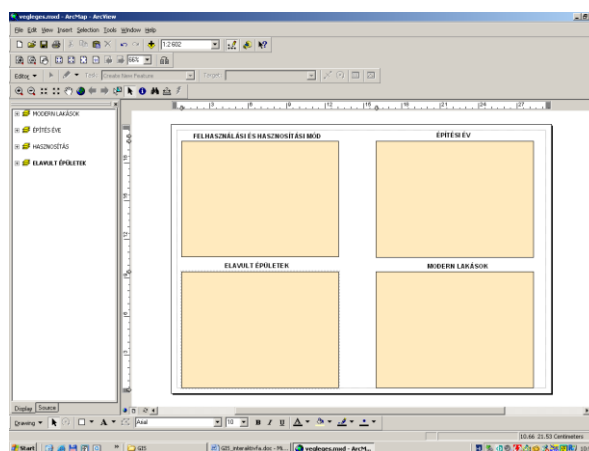 vegleges.mxd - ArcMap - ArcView
File Edit View Insert Selection Tools Window Help
1:2 602
66%
Editor Task: Create New Feature Target:
MODERN LAKÁSOK
ÉPÍTÉS ÉVE
HASZNOSÍTÁS
ELAVULT ÉPÜLETEK
FELHASZNÁLÁSI ÉS HASZNOSÍTÁSI MÓD
ÉPÍTÉSI ÉV
ELAVULT ÉPÜLETEK
MODERN LAKÁSOK
Display Source
Drawing A Arial 10 B I U A
10.66 21.53 Centimeters
Start GIS vegleges.mxd - ArcM...